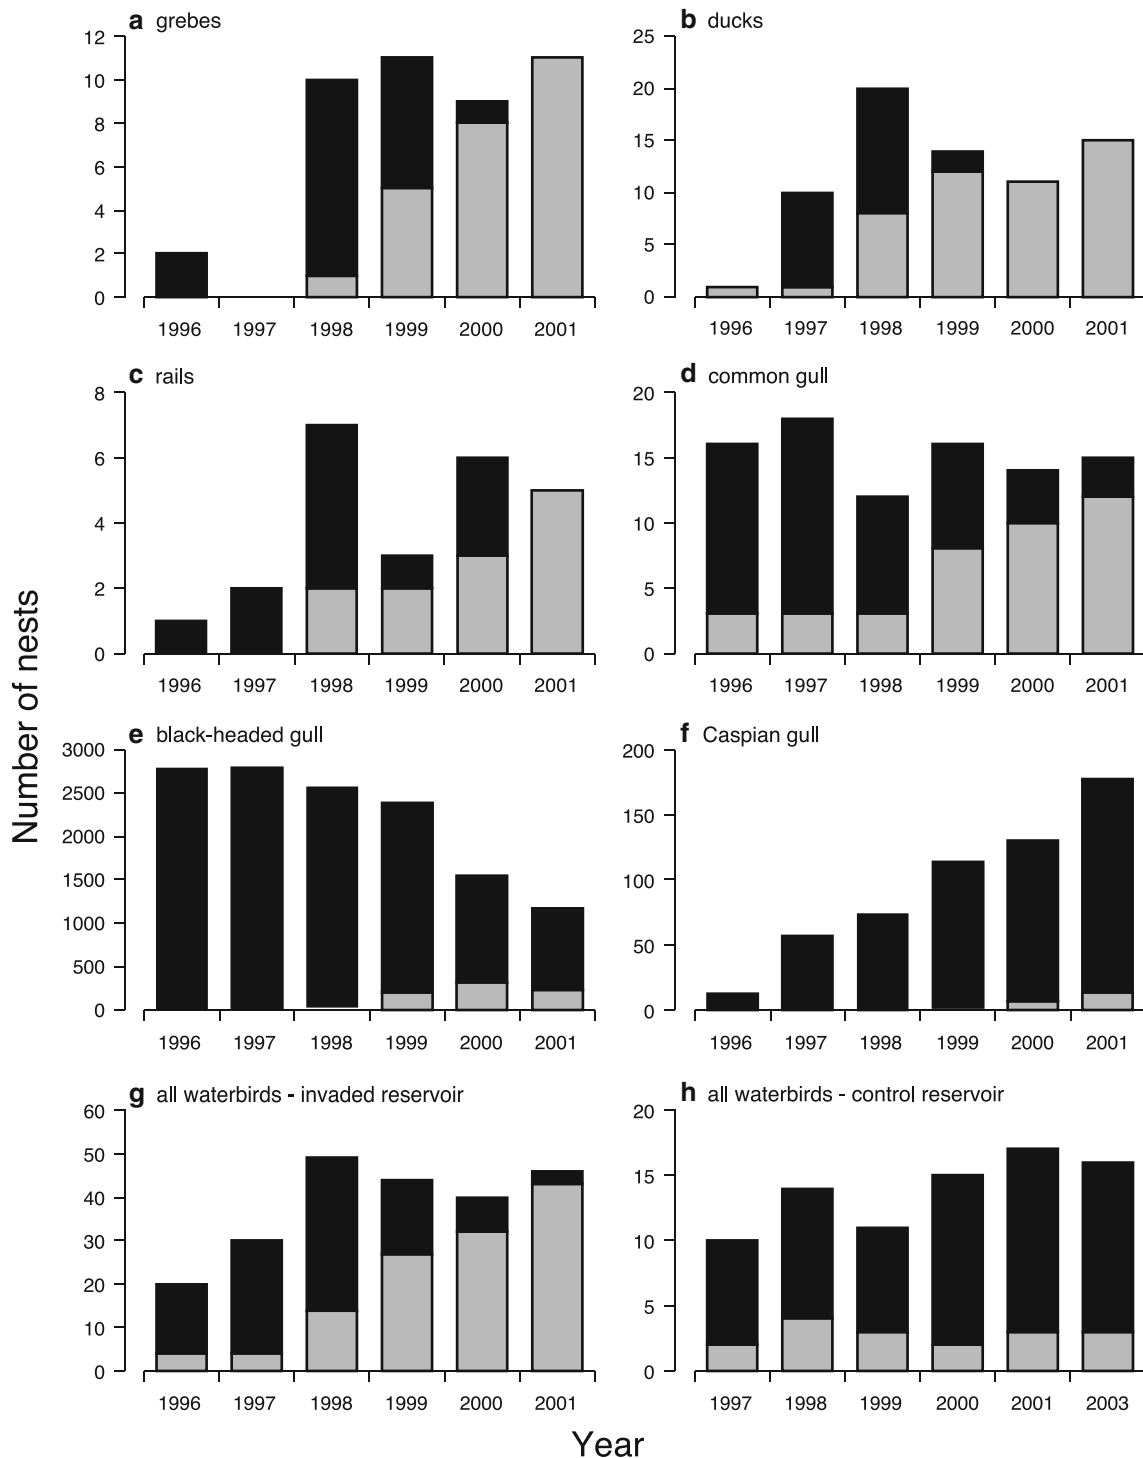 a grebes
12
10
8
6
4
2
0
1996 1997 1998 1999 2000 2001
b ducks
25
20
15
10
5
0
1996 1997 1998 1999 2000 2001
c rails
8
6
4
2
0
1996 1997 1998 1999 2000 2001
d common gull
20
15
10
5
0
1996 1997 1998 1999 2000 2001
e black-headed gull
3000
2500
2000
1500
1000
500
0
1996 1997 1998 1999 2000 2001
f Caspian gull
200
150
100
50
0
1996 1997 1998 1999 2000 2001
g all waterbirds - invaded reservoir
60
50
40
30
20
10
0
1996 1997 1998 1999 2000 2001
h all waterbirds - control reservoir
20
15
10
5
0
1997 1998 1999 2000 2001 2003
Number of nests
Year